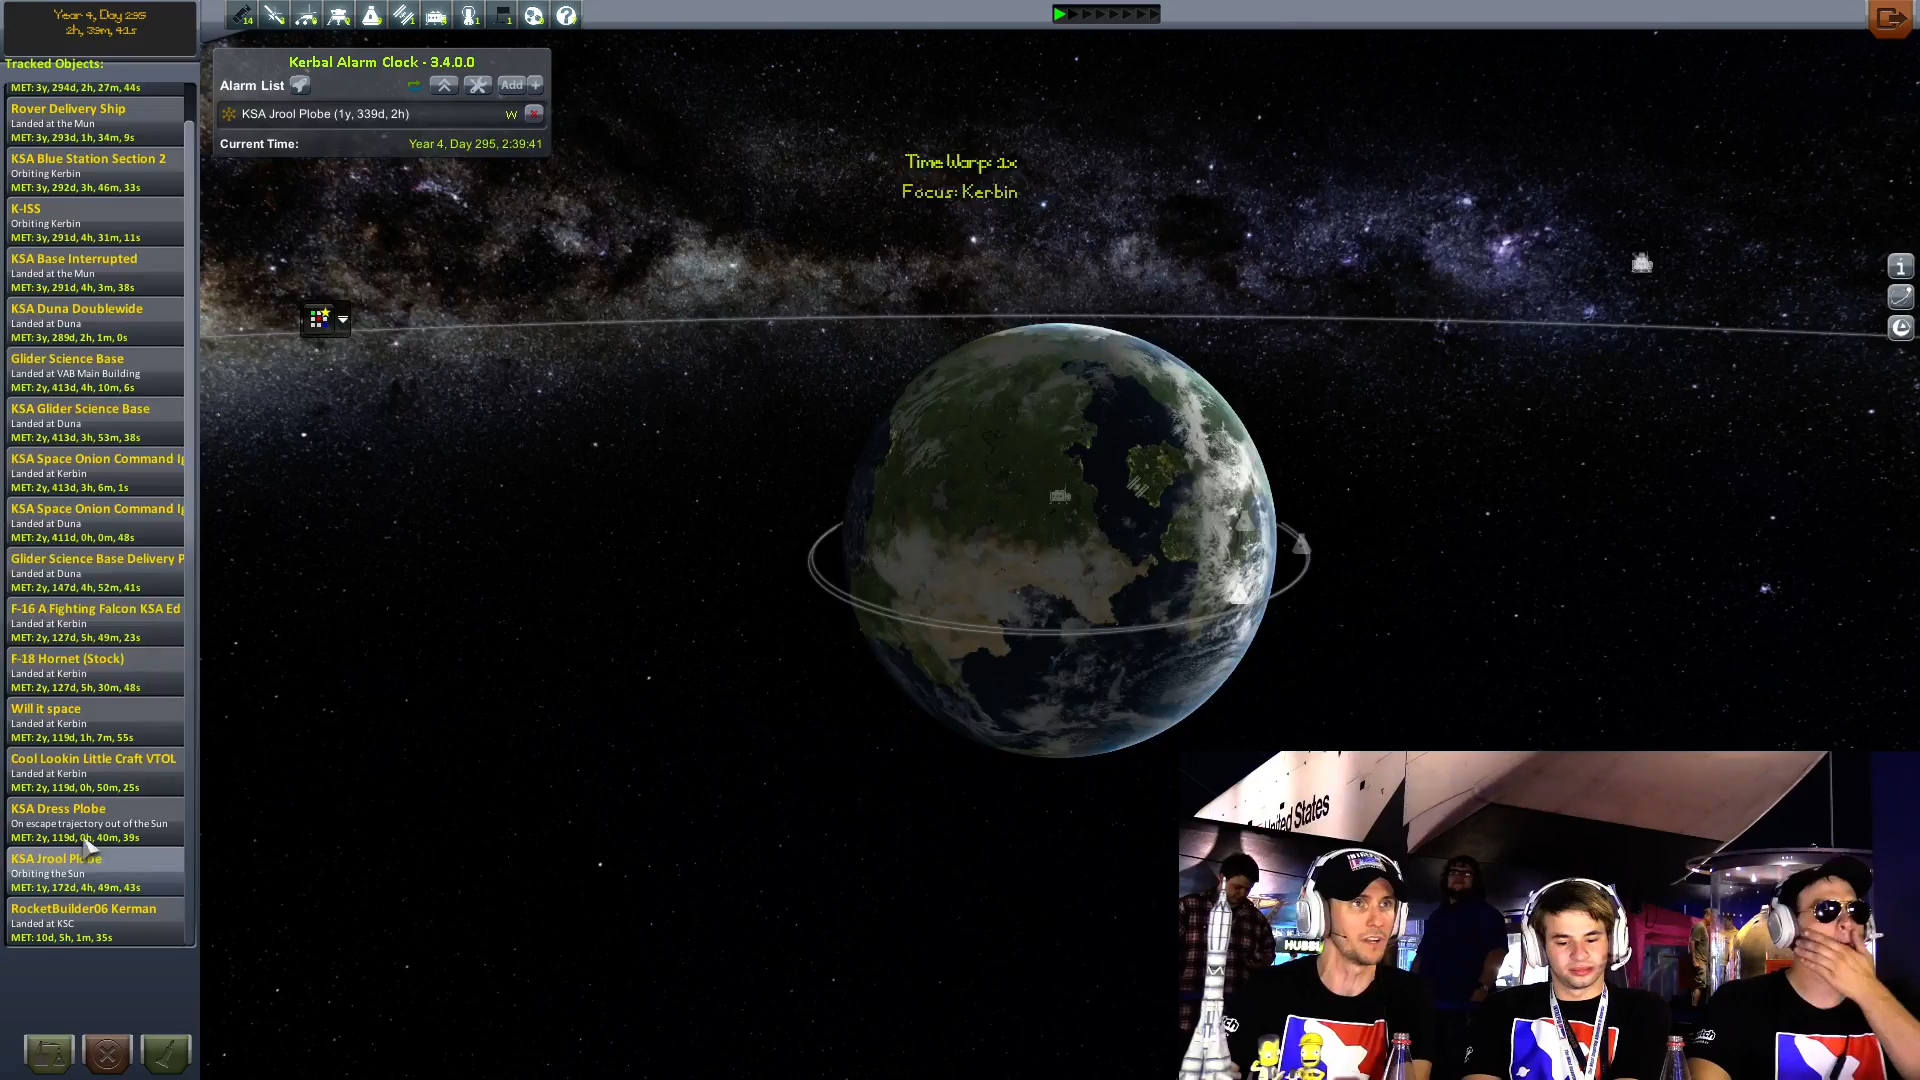 Year 4, Day 295
2h, 39m, 41s
Tracked Objects:
MET: 3y, 294d, 2h, 27m, 44s
Rover Delivery Ship
Landed at the Mun
MET: 3y, 293d, 1h, 34m, 9s
KSA Blue Station Section 2
Orbiting Kerbin
MET: 3y, 292d, 3h, 46m, 33s
K-ISS
Orbiting Kerbin
MET: 3y, 291d, 4h, 31m, 11s
KSA Base Interrupted
Landed at the Mun
MET: 3y, 291d, 4h, 3m, 38s
KSA Duna Doublewide
Landed at Duna
MET: 3y, 289d, 2h, 1m, 0s
Glider Science Base
Landed at VAB Main Building
MET: 2y, 413d, 4h, 10m, 6s
KSA Glider Science Base
Landed at Duna
MET: 2y, 413d, 3h, 53m, 38s
KSA Space Onion Command Ig
Landed at Kerbin
MET: 2y, 413d, 3h, 6m, 1s
KSA Space Onion Command Ig
Landed at Duna
MET: 2y, 411d, 0h, 0m, 48s
Glider Science Base Delivery P
Landed at Duna
MET: 2y, 147d, 4h, 52m, 41s
F-16 A Fighting Falcon KSA Ed
Landed at Kerbin
MET: 2y, 127d, 5h, 49m, 23s
F-18 Hornet (Stock)
Landed at Kerbin
MET: 2y, 127d, 5h, 30m, 48s
Will it space
Landed at Kerbin
MET: 2y, 119d, 1h, 7m, 55s
Cool Lookin Little Craft VTOL
Landed at Kerbin
MET: 2y, 119d, 0h, 50m, 25s
KSA Dress Plobe
On escape trajectory out of the Sun
MET: 2y, 119d, 0h, 40m, 39s
KSA Jrool Plobe
Orbiting the Sun
MET: 1y, 172d, 4h, 49m, 43s
RocketBuilder06 Kerman
Landed at KSC
MET: 10d, 5h, 1m, 35s
14
Kerbal Alarm Clock - 3.4.0.0
Alarm List
Add
+
KSA Jrool Plobe (1y, 339d, 2h)
W
Current Time:
Year 4, Day 295, 2:39:41
Time Warp: 1x
Focus: Kerbin
United States